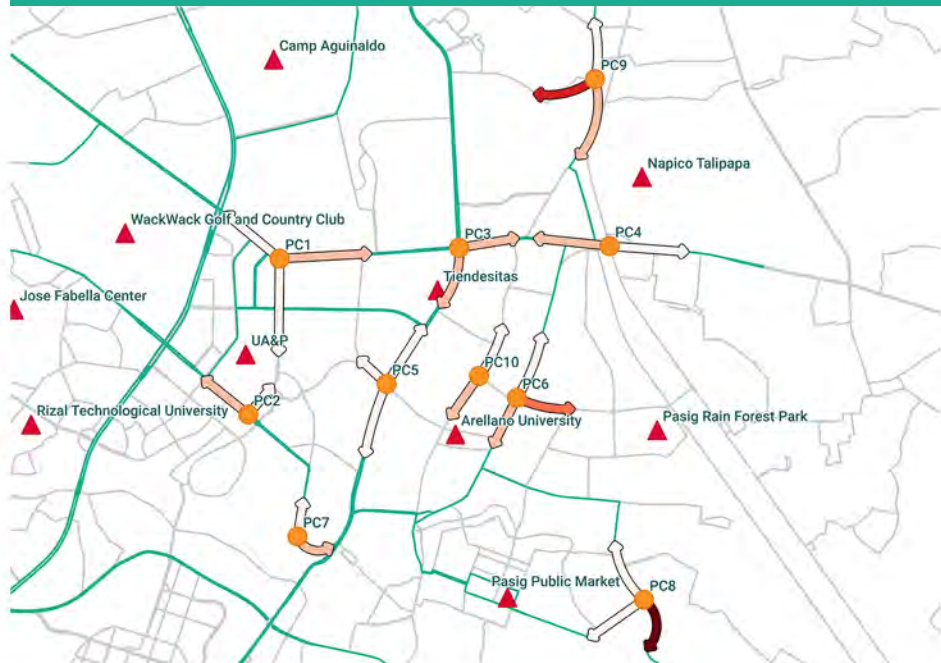 Camp Aguinaldo
PC9
Napico Talipapa
WackWack Golf and Country Club
PC1
PC3
PC4
Tiendesitas
Jose Fabella Center
UA&P
PC5
PC10
PC6
PC2
Rizal Technological University
Arellano University
Pasig Rain Forest Park
PC7
Pasig Public Market
PC8